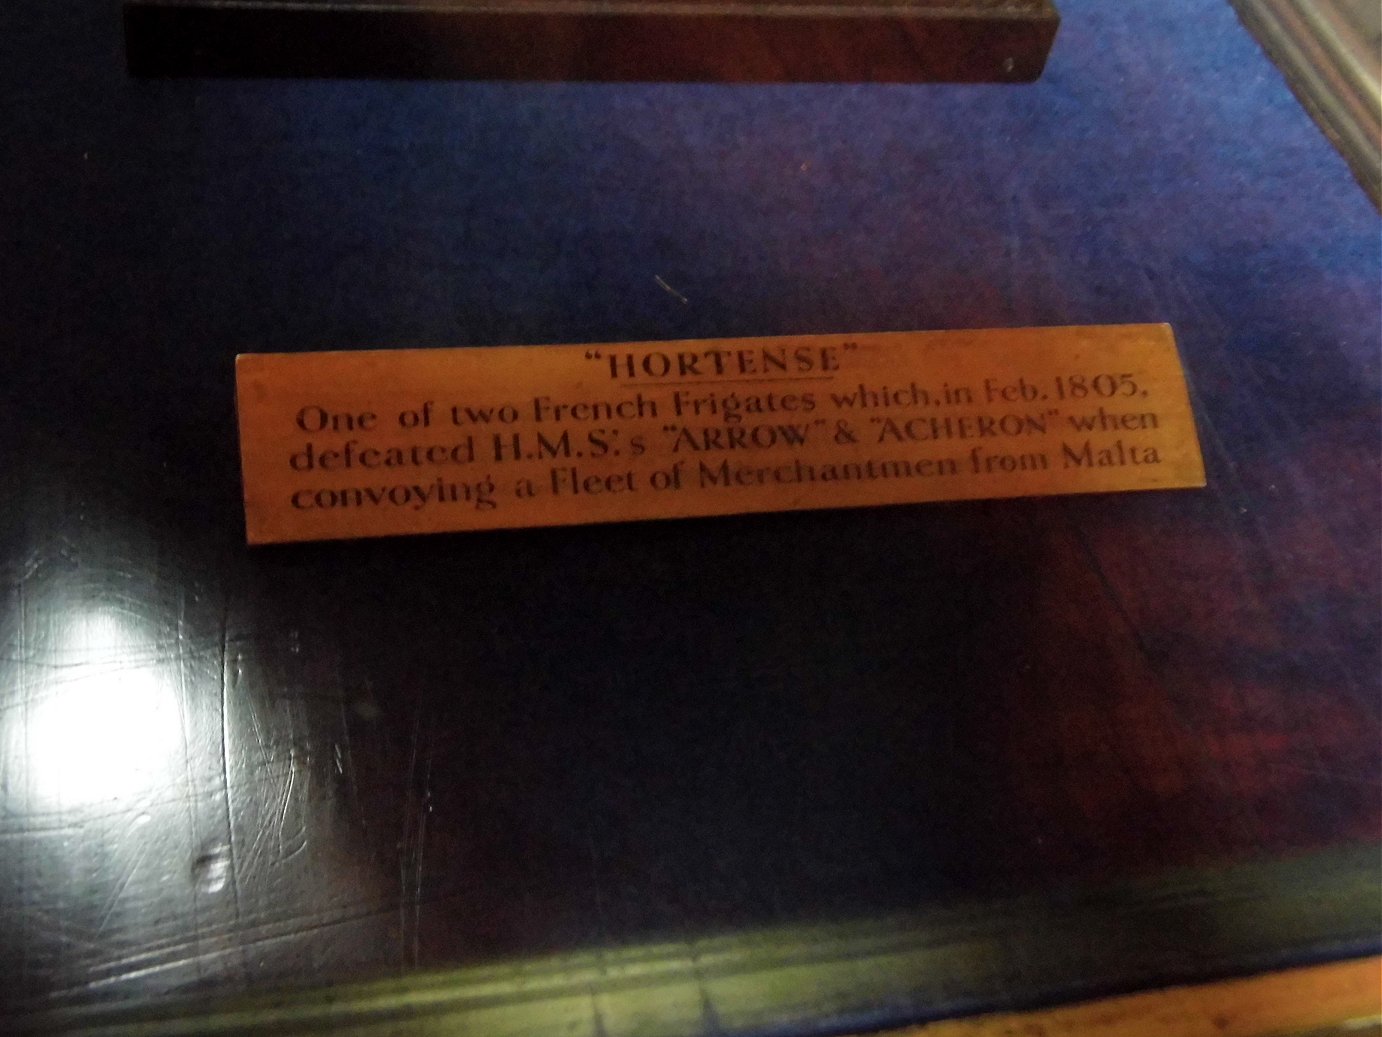 "HORTENSE"
One of two French Frigates which, in Feb. 1805,
defeated H.M.S.'s "ARROW" & "ACHERON" when
convoying a Fleet of Merchantmen from Malta